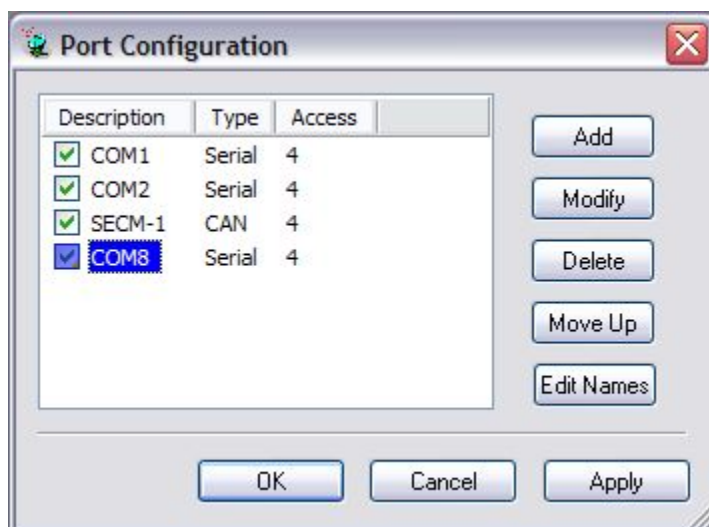 Port Configuration
Description Type Access
COM1 Serial 4
COM2 Serial 4
SECM-1 CAN 4
COM8 Serial 4
Add
Modify
Delete
Move Up
Edit Names
OK Cancel Apply